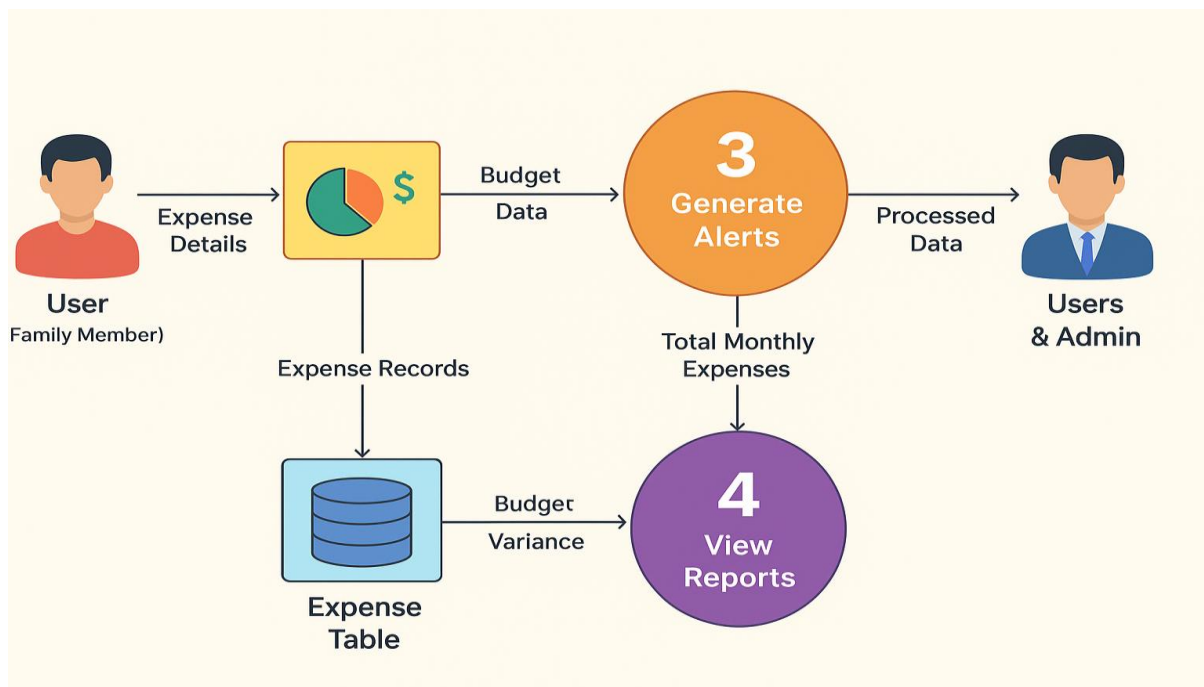 User
Family Member)
Expense
Details
$
Budget
Data
3
Generate
Alerts
Processed
Data
Users
& Admin
Expense Records
Total Monthly
Expenses
Expense
Table
Budget
Variance
4
View
Reports